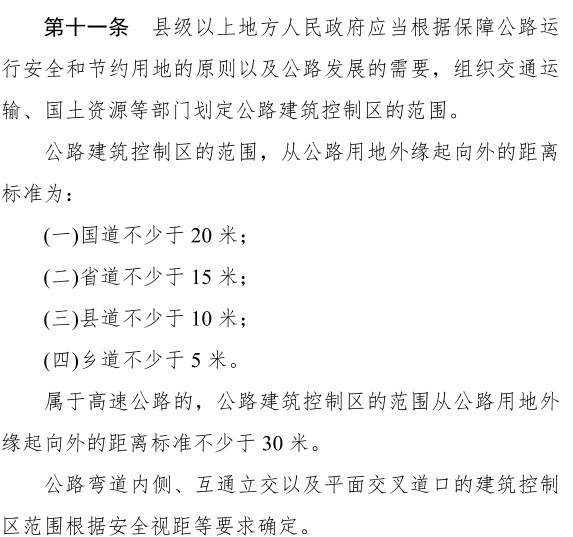 第十一条 县级以上地方人民政府应当根据保障公路运
行安全和节约用地的原则以及公路发展的需要，组织交通运
输、国土资源等部门划定公路建筑控制区的范围。
公路建筑控制区的范围，从公路用地外缘起向外的距离
标准为：
(一)国道不少于 20 米；
(二)省道不少于 15 米；
(三)县道不少于 10 米；
(四)乡道不少于 5 米。
属于高速公路的，公路建筑控制区的范围从公路用地外
缘起向外的距离标准不少于 30 米。
公路弯道内侧、互通立交以及平面交叉道口的建筑控制
区范围根据安全视距等要求确定。